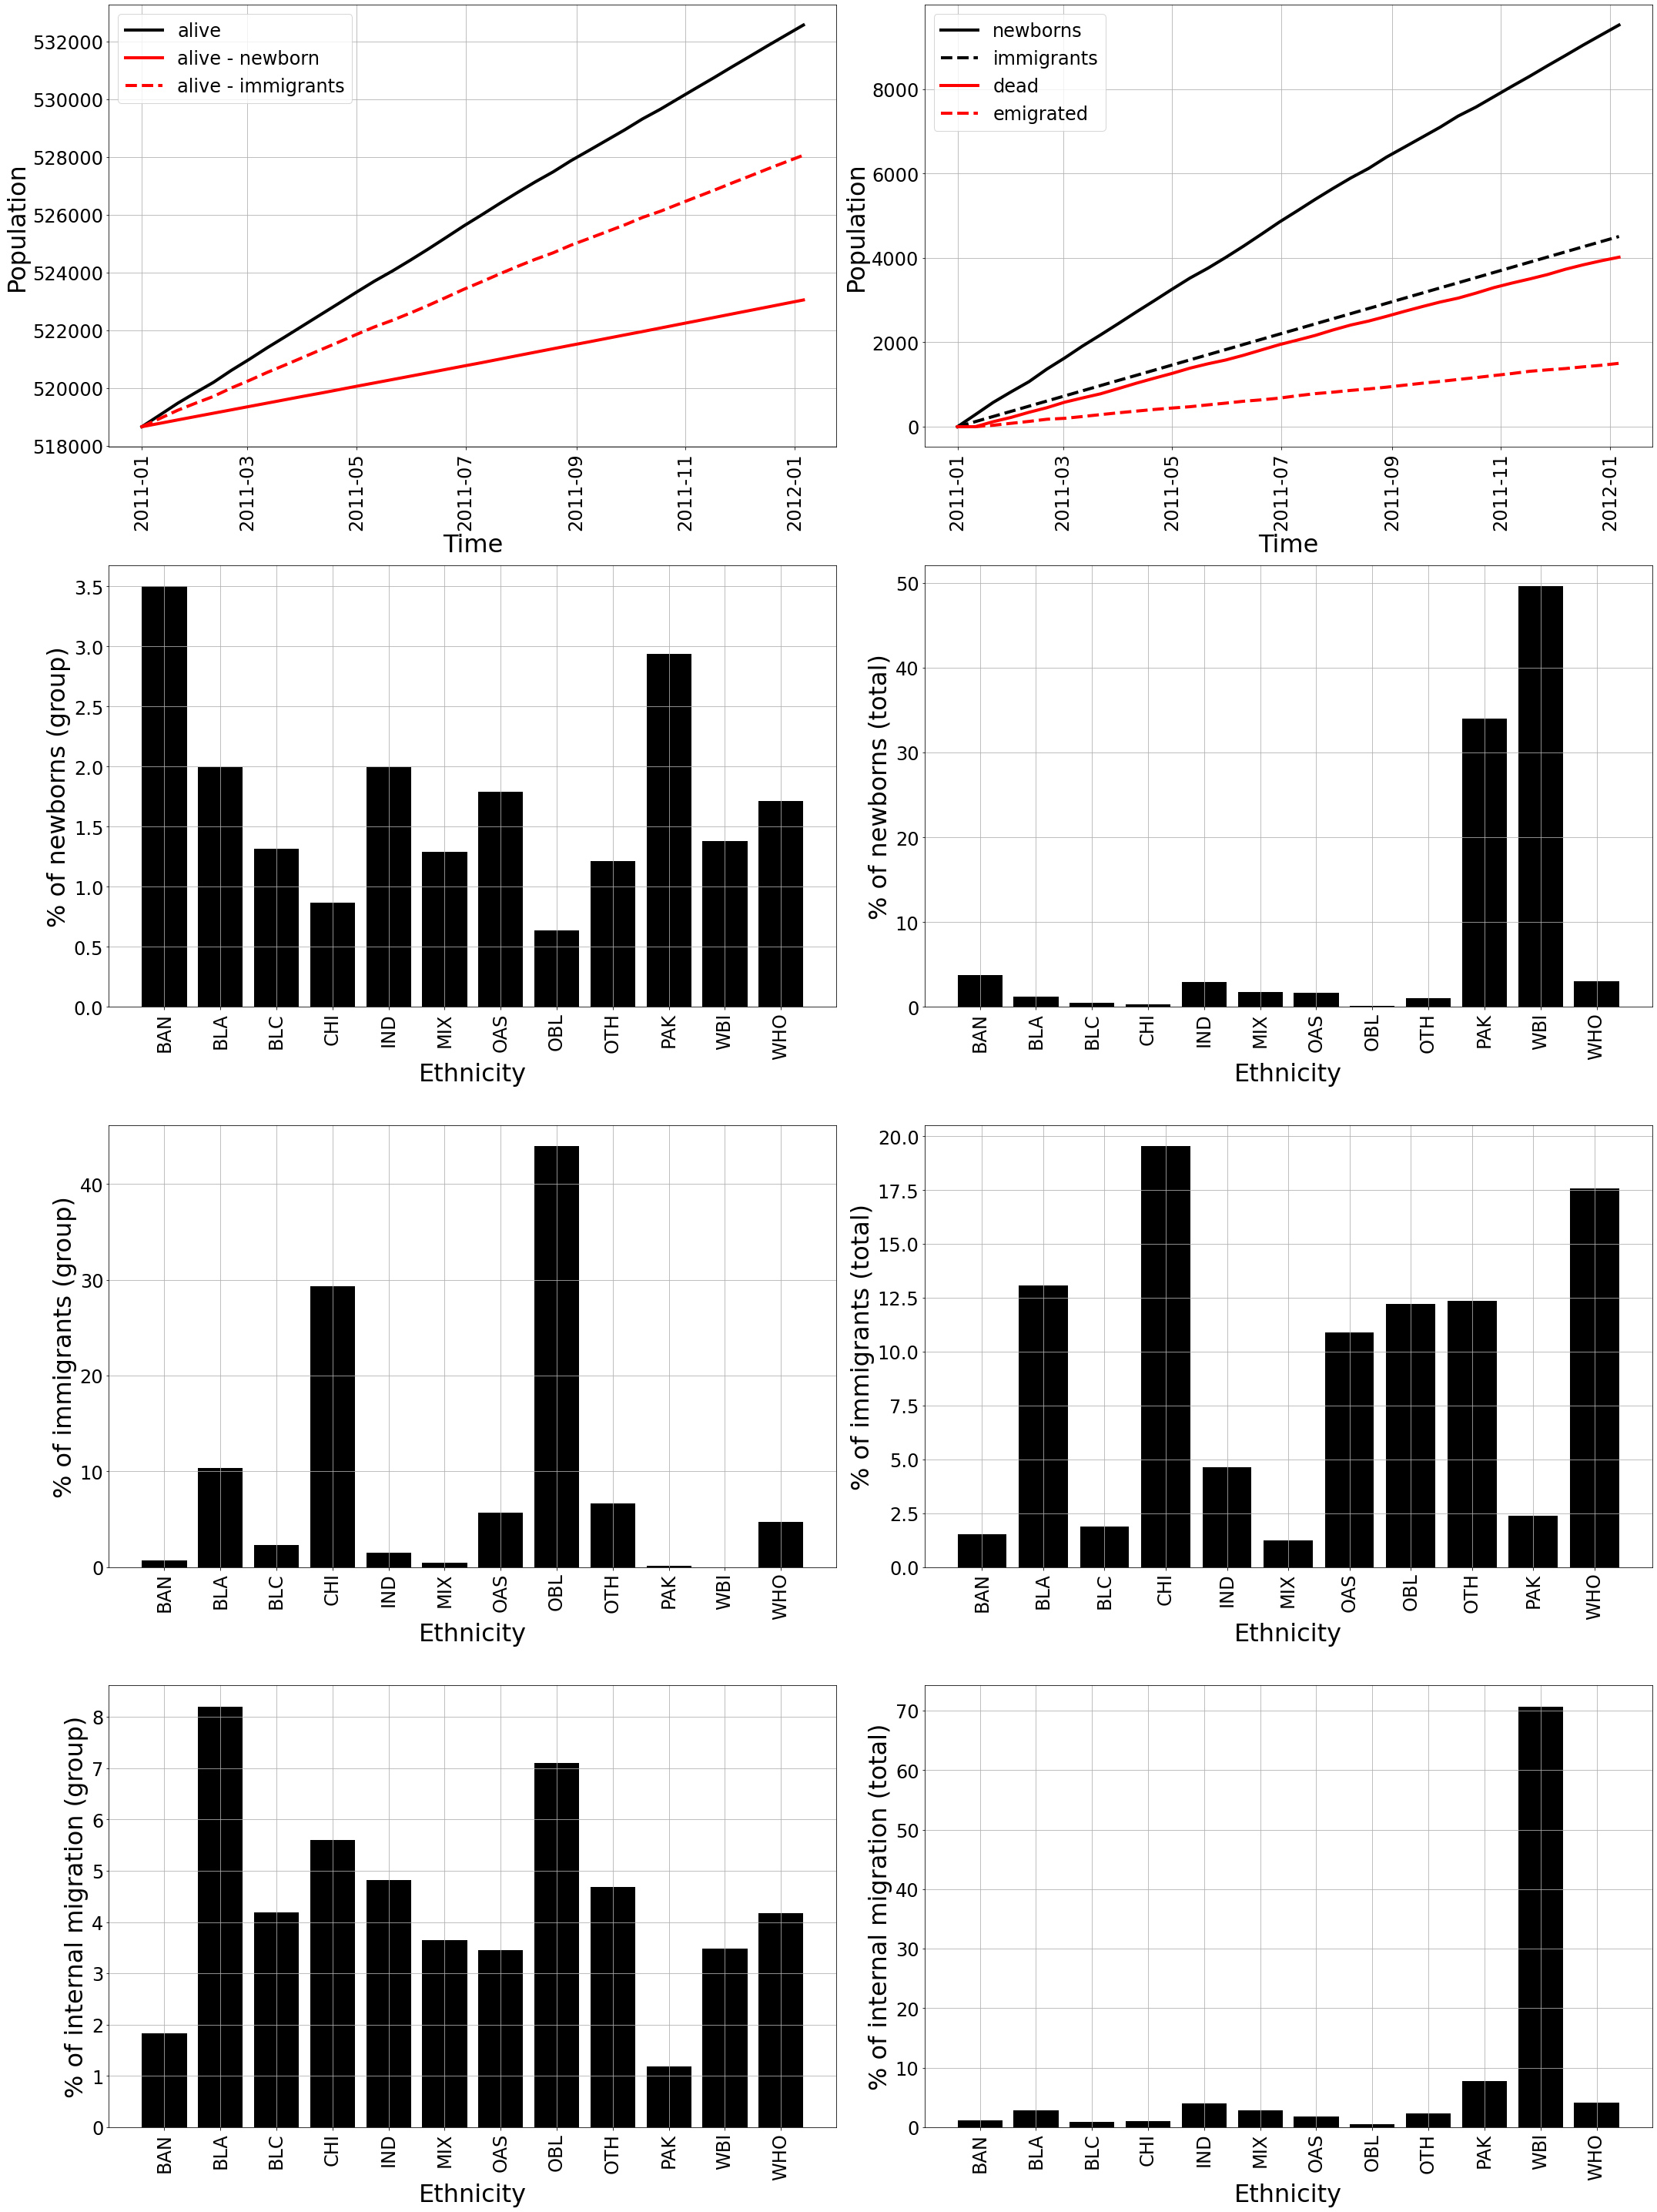 532000
530000
528000
526000
524000
522000
520000
518000
Population
alive
alive - newborn
alive - immigrants
2011-01
2011-03
2011-05
2011-07
2011-09
2011-11
2012-01
Time
8000
6000
4000
2000
0
Population
newborns
immigrants
dead
emigrated
2011-01
2011-03
2011-05
2011-07
2011-09
2011-11
2012-01
Time
3.5
3.0
2.5
2.0
1.5
1.0
0.5
0.0
% of newborns (group)
BAN
BLA
BLC
CHI
IND
MIX
OAS
OBL
OTH
PAK
WBI
WHO
Ethnicity
50
40
30
20
10
0
% of newborns (total)
BAN
BLA
BLC
CHI
IND
MIX
OAS
OBL
OTH
PAK
WBI
WHO
Ethnicity
40
30
20
10
0
% of immigrants (group)
BAN
BLA
BLC
CHI
IND
MIX
OAS
OBL
OTH
PAK
WBI
WHO
Ethnicity
20.0
17.5
15.0
12.5
10.0
7.5
5.0
2.5
0.0
% of immigrants (total)
BAN
BLA
BLC
CHI
IND
MIX
OAS
OBL
OTH
PAK
WHO
Ethnicity
8
7
6
5
4
3
2
1
0
% of internal migration (group)
BAN
BLA
BLC
CHI
IND
MIX
OAS
OBL
OTH
PAK
WBI
WHO
Ethnicity
70
60
50
40
30
20
10
0
% of internal migration (total)
BAN
BLA
BLC
CHI
IND
MIX
OAS
OBL
OTH
PAK
WBI
WHO
Ethnicity